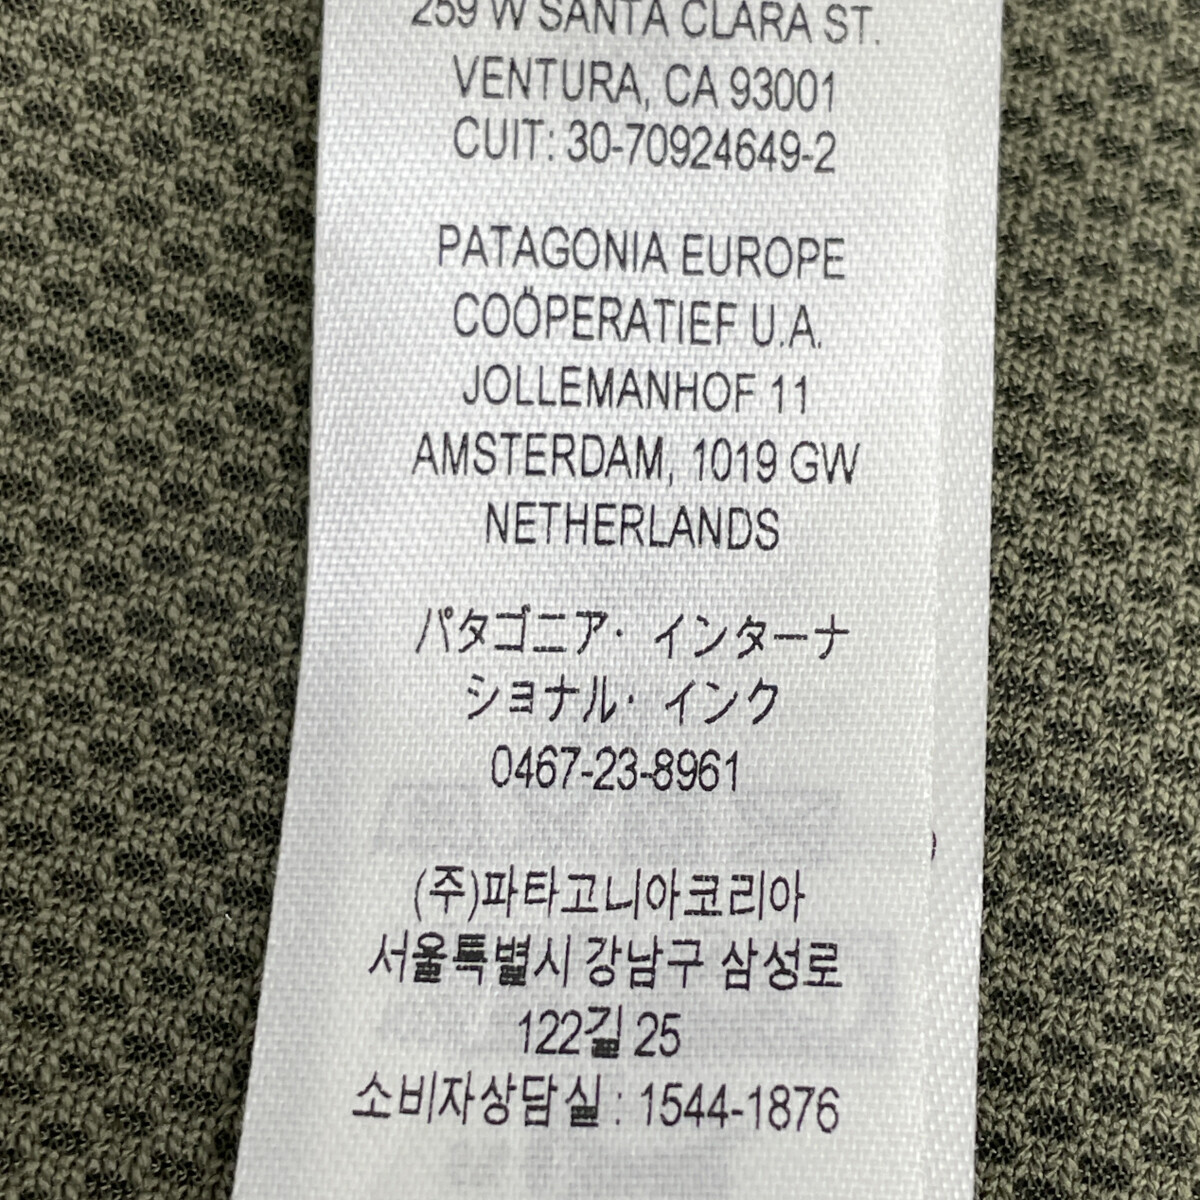 259 W SANTA CLARA ST.
VENTURA, CA 93001
CUIT: 30-70924649-2
PATAGONIA EUROPE
COÖPERATIEF U.A.
JOLLEMANHOF 11
AMSTERDAM, 1019 GW
NETHERLANDS
パタゴニア・インターナ
ショナル・インク
0467-23-8961
(주)파타고니아코리아
서울특별시 강남구 삼성로
122길 25
소비자상담실 : 1544-1876